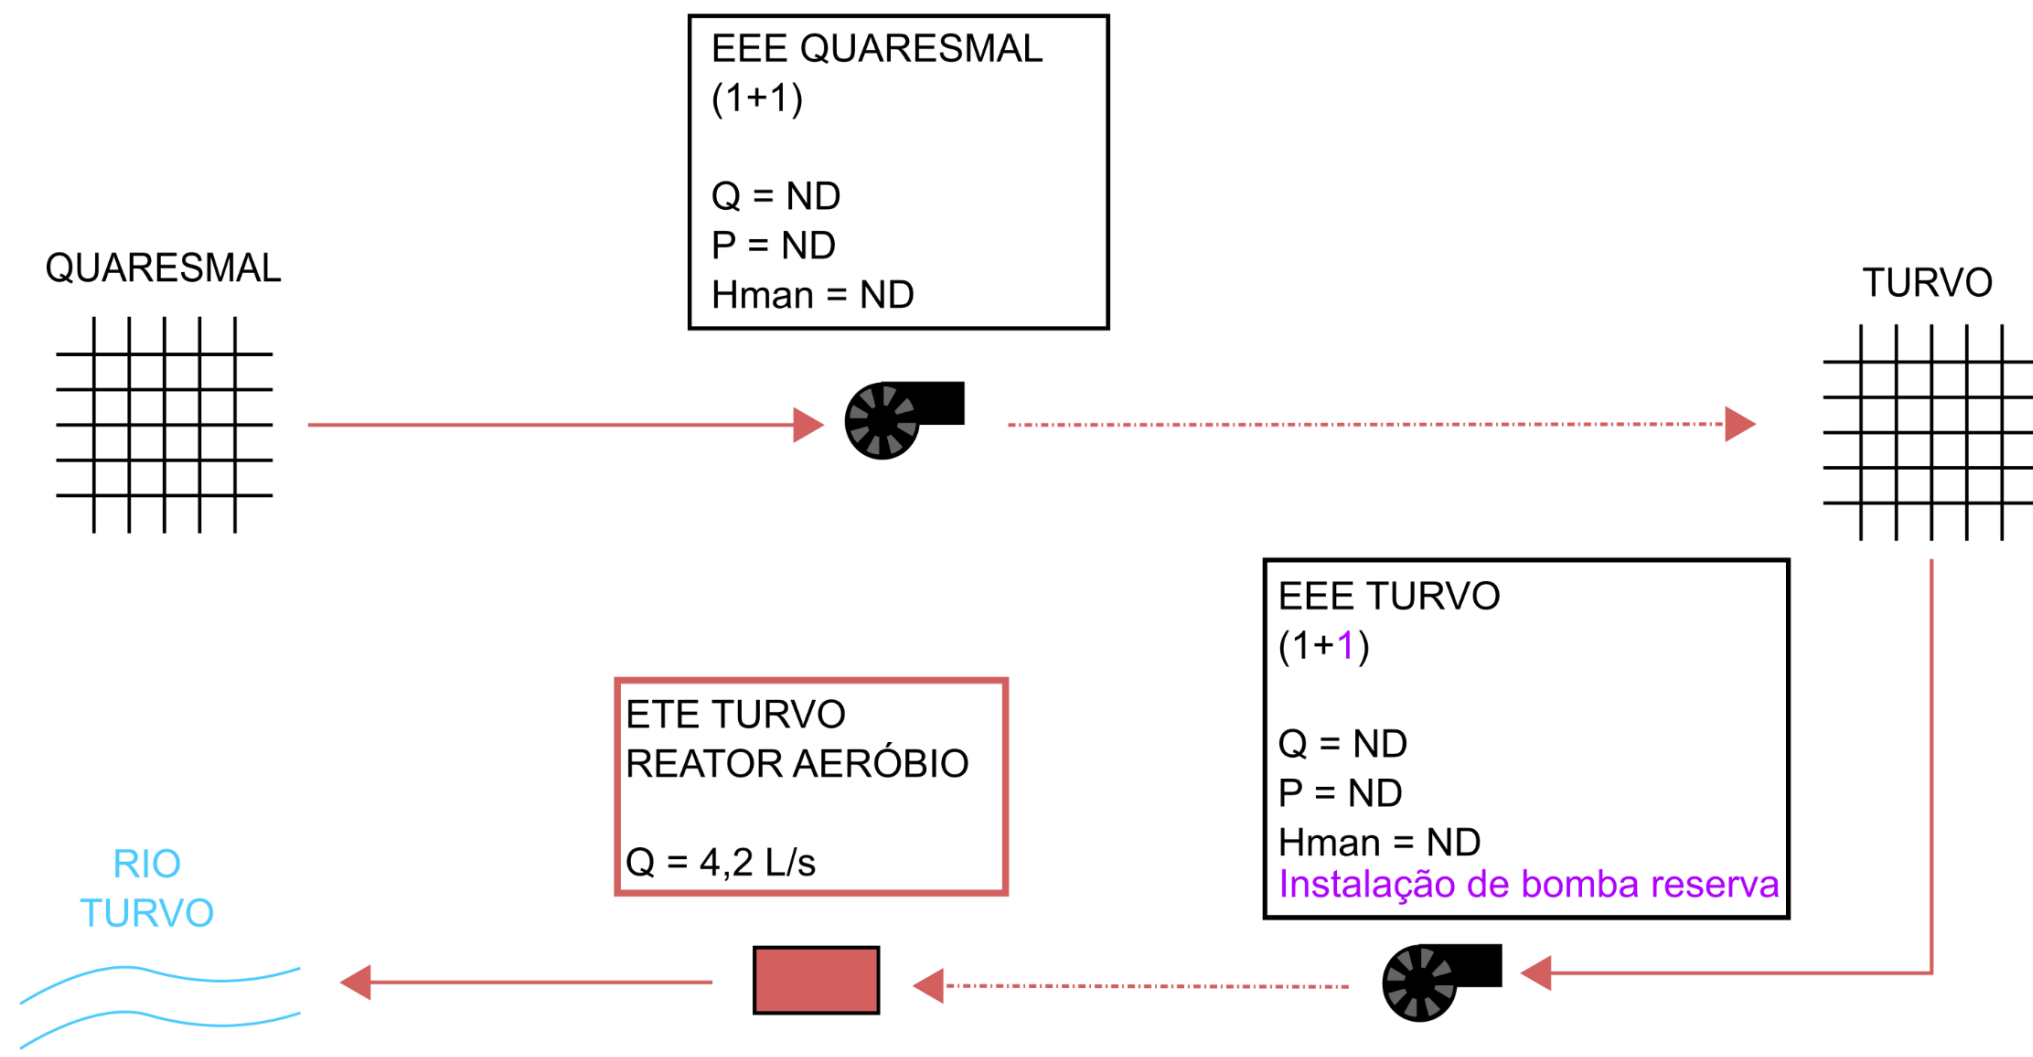 EEE QUARESMAL
(1+1)
Q = ND
P = ND
Hman = ND
QUARESMAL
TURVO
EEE TURVO
(1+1)
Q = ND
P = ND
Hman = ND
Instalação de bomba reserva
ETE TURVO
REATOR AERÓBIO
Q = 4,2 L/s
RIO
TURVO